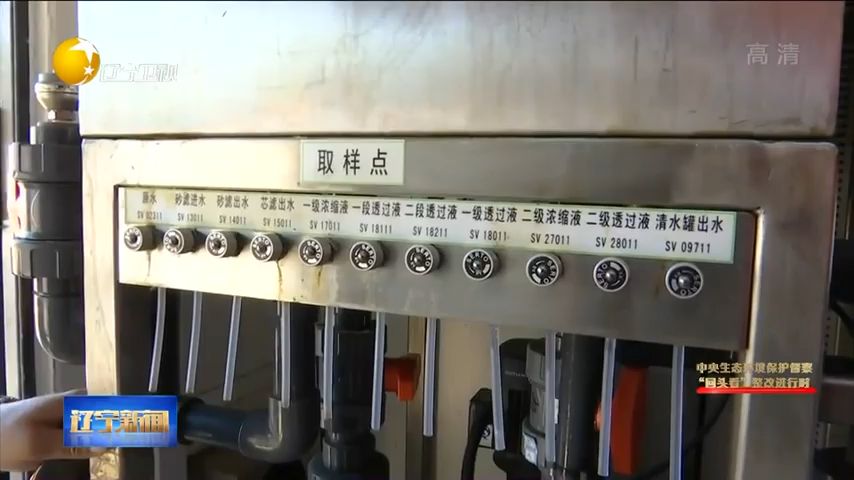 辽宁卫视
高清
取样点
原水 砂滤进水 砂滤出水 芯滤出水 一级浓缩液 一段透过液 二段透过液 一级透过液 二级浓缩液 二级透过液 清水罐出水
SV 02311 SV 13011 SV 14011 SV 15011 SV 17011 SV 18111 SV 18211 SV 18011 SV 27011 SV 28011 SV 09711
中央生态环境保护督察
“回头看”整改进行时
辽宁新闻